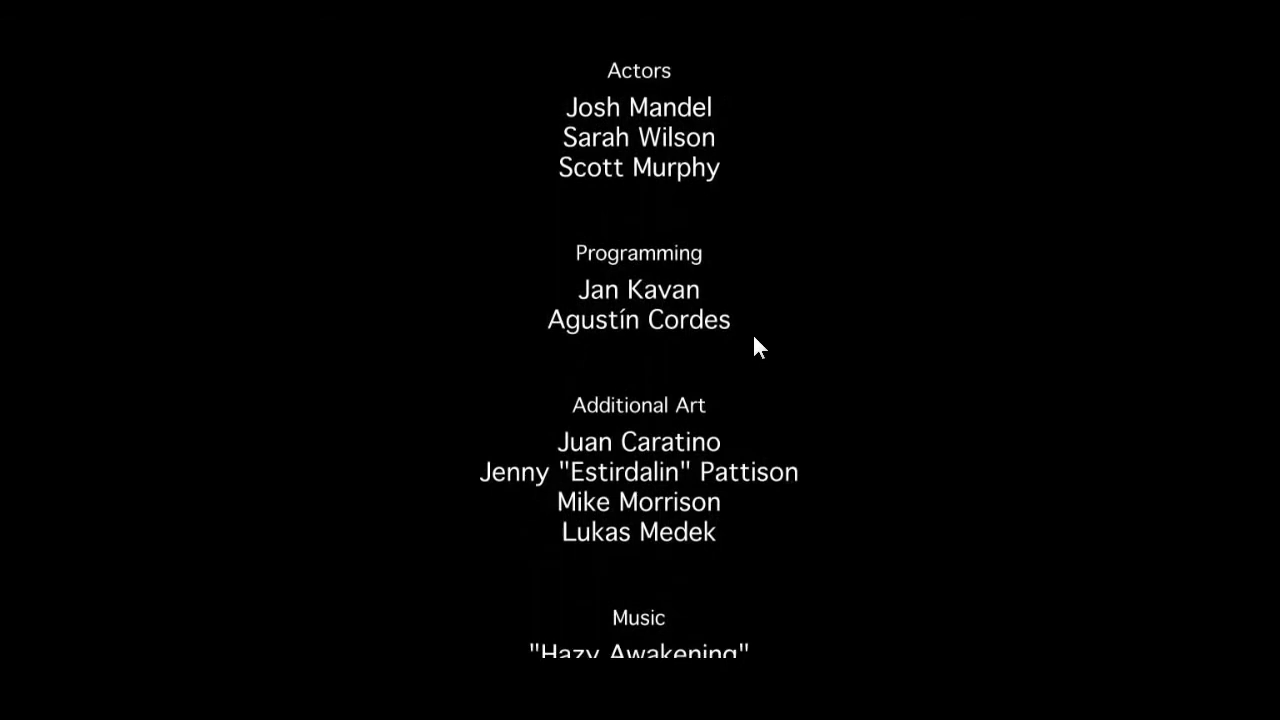 Actors
Josh Mandel
Sarah Wilson
Scott Murphy
Programming
Jan Kavan
Agustín Cordes
Additional Art
Juan Caratino
Jenny "Estirdalin" Pattison
Mike Morrison
Lukas Medek
Music
"Hazy Awakening"